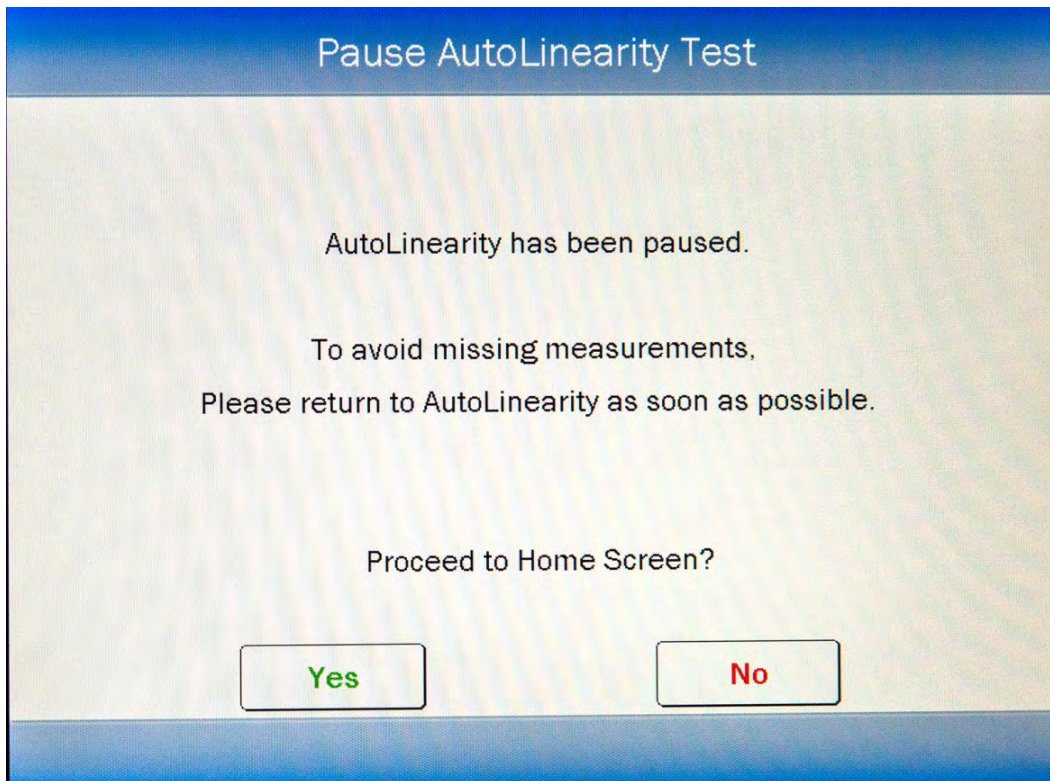 Pause AutoLinearity Test
AutoLinearity has been paused.
To avoid missing measurements,
Please return to AutoLinearity as soon as possible.
Proceed to Home Screen?
Yes
No